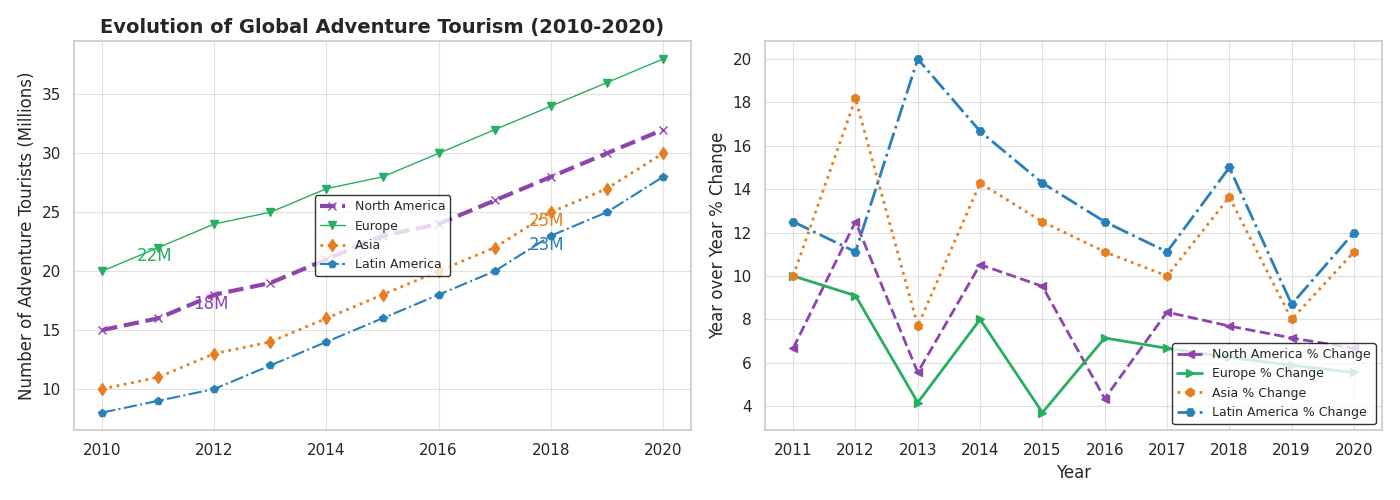 Evolution of Global Adventure Tourism (2010-2020)
Number of Adventure Tourists (Millions)
35
30
25
20
15
10
2010
2012
2014
2016
2018
2020
22M
18M
25M
23M
North America
Europe
Asia
Latin America
Year over Year % Change
20
18
16
14
12
10
8
6
4
2011
2012
2013
2014
2015
2016
2017
2018
2019
2020
Year
North America % Change
Europe % Change
Asia % Change
Latin America % Change